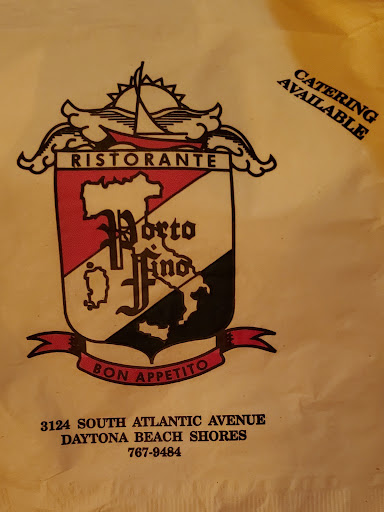 CATERING
AVAILABLE
RISTORANTE
Porto
Fino
BON APPETITO
3124 SOUTH ATLANTIC AVENUE
DAYTONA BEACH SHORES
767-9484